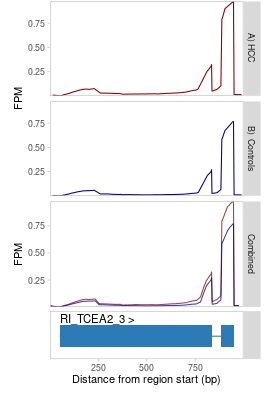 0.75
0.50
0.25
FPM
A) HCC
0.75
0.50
0.25
FPM
B) Controls
0.75
0.50
0.25
FPM
Combined
RI_TCEA2_3 >
250 500 750
Distance from region start (bp)